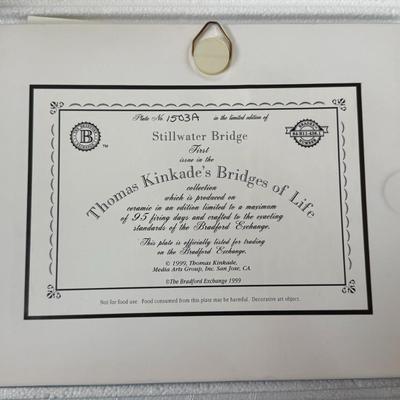 Plate No. 1503A in the limited edition of
Stillwater Bridge
First
issue in the
Thomas Kinkade's Bridges of Life
collection
which is produced on
ceramic in an edition limited to a maximum
of 95 firing days and crafted to the exacting
standards of the Bradford Exchange.
This plate is officially listed for trading
on the Bradford Exchange.
© 1999, Thomas Kinkade,
Media Arts Group, Inc. San Jose, CA.
©The Bradford Exchange 1999
B
TM
Not for food use. Food consumed from this plate may be harmful. Decorative art object.